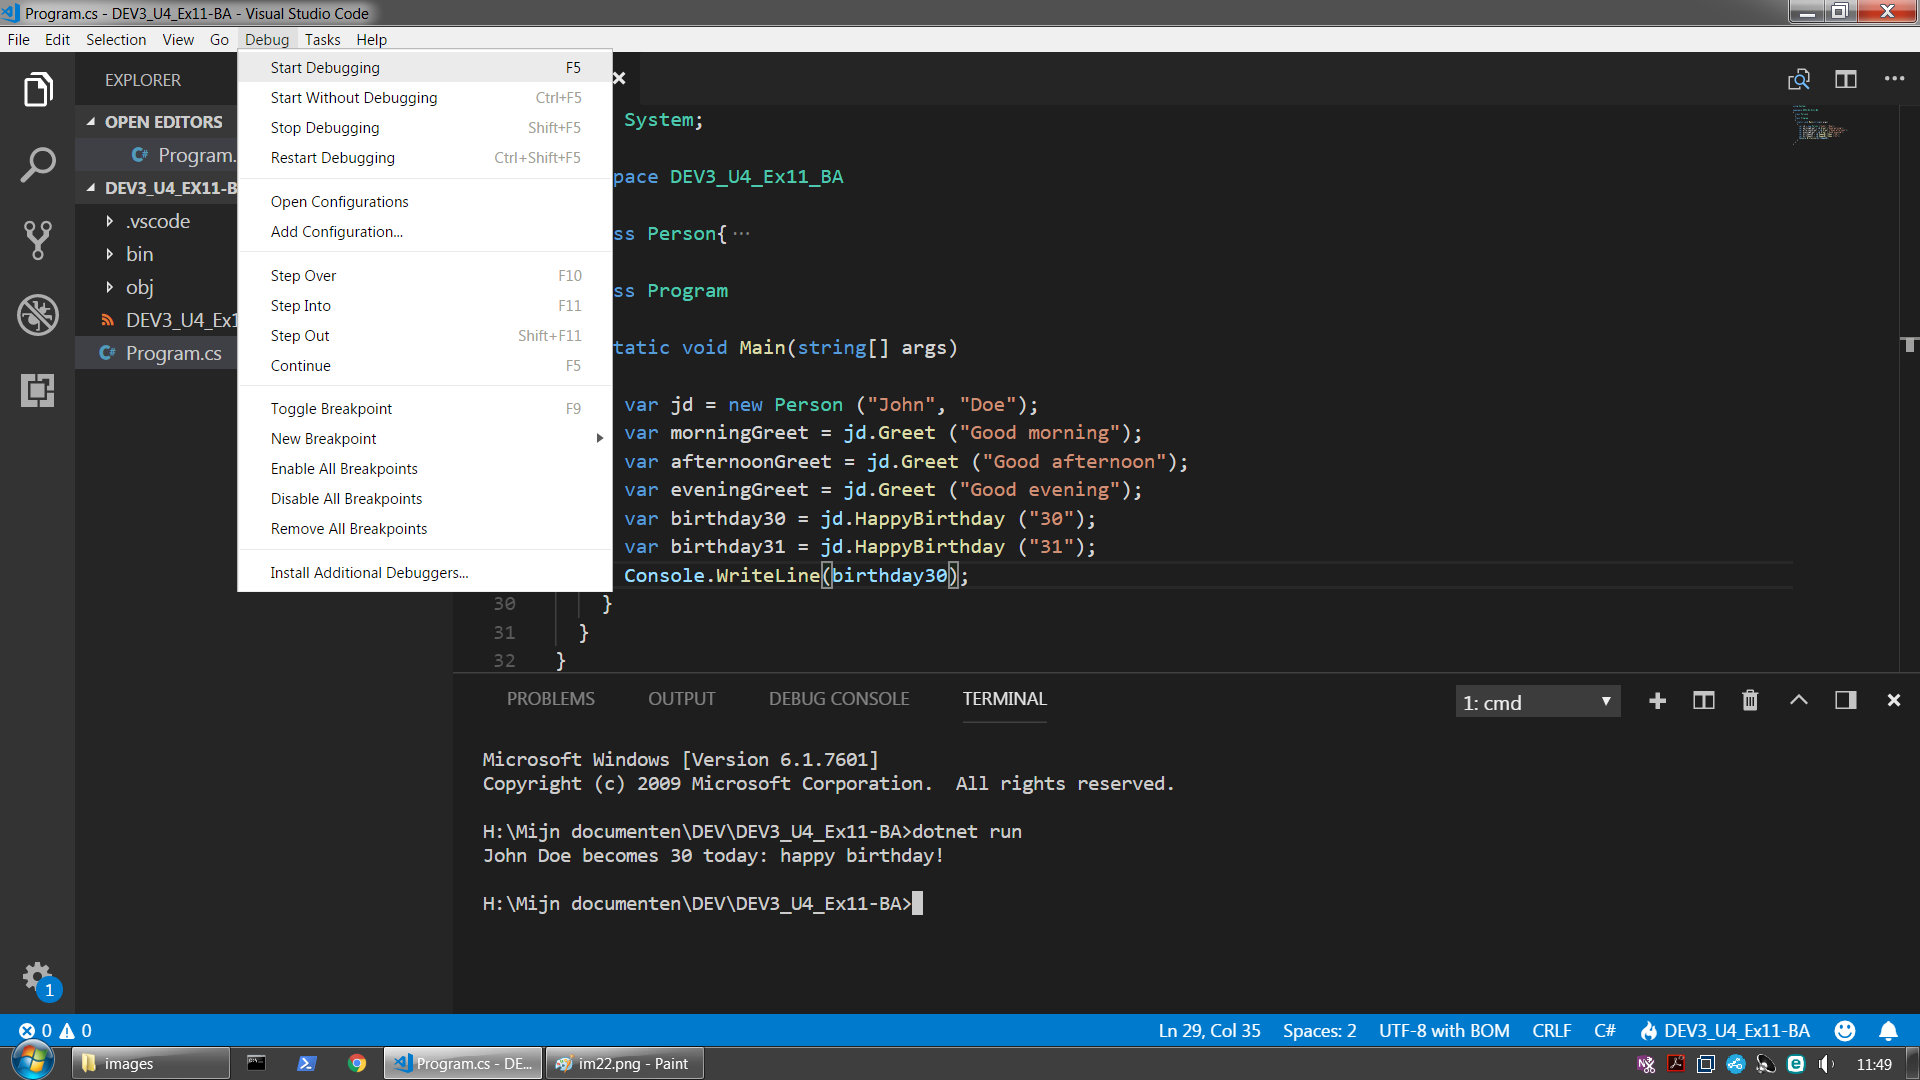 Program.cs - DEV3_U4_Ex11-BA - Visual Studio Code
File Edit Selection View Go Debug Tasks Help
EXPLORER
OPEN EDITORS
Program.
DEV3_U4_EX11-B
.vscode
bin
obj
DEV3_U4_Ex1
Program.cs
1
Start Debugging F5
Start Without Debugging Ctrl+F5
Stop Debugging Shift+F5
Restart Debugging Ctrl+Shift+F5
Open Configurations
Add Configuration...
Step Over F10
Step Into F11
Step Out Shift+F11
Continue F5
Toggle Breakpoint F9
New Breakpoint
Enable All Breakpoints
Disable All Breakpoints
Remove All Breakpoints
Install Additional Debuggers...
System;
pace DEV3_U4_Ex11_BA
ss Person{...
ss Program
tatic void Main(string[] args)
var jd = new Person ("John", "Doe");
var morningGreet = jd.Greet ("Good morning");
var afternoonGreet = jd.Greet ("Good afternoon");
var eveningGreet = jd.Greet ("Good evening");
var birthday30 = jd.HappyBirthday ("30");
var birthday31 = jd.HappyBirthday ("31");
Console.WriteLine(birthday30);
30 }
31 }
32 }
PROBLEMS OUTPUT DEBUG CONSOLE TERMINAL 1: cmd
Microsoft Windows [Version 6.1.7601]
Copyright (c) 2009 Microsoft Corporation.  All rights reserved.
H:\Mijn documenten\DEV\DEV3_U4_Ex11-BA>dotnet run
John Doe becomes 30 today: happy birthday!
H:\Mijn documenten\DEV\DEV3_U4_Ex11-BA>
0 0 Ln 29, Col 35 Spaces: 2 UTF-8 with BOM CRLF C# DEV3_U4_Ex11-BA
images Program.cs - DE... im22.png - Paint 11:49